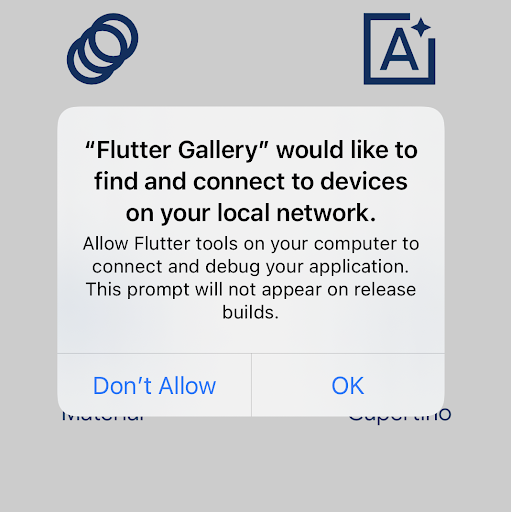 A
“Flutter Gallery” would like to
find and connect to devices
on your local network.
Allow Flutter tools on your computer to
connect and debug your application.
This prompt will not appear on release
builds.
Don’t Allow
OK
Material
Cupertino